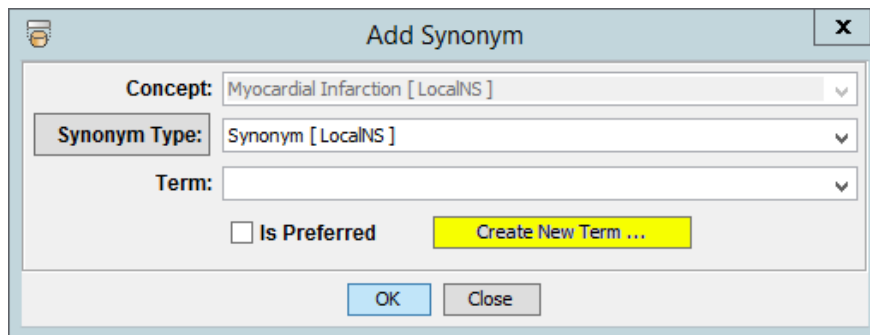 Add Synonym
x
Concept: Myocardial Infarction [ LocalNS ]
Synonym Type: Synonym [ LocalNS ]
Term:
Is Preferred Create New Term ...
OK Close